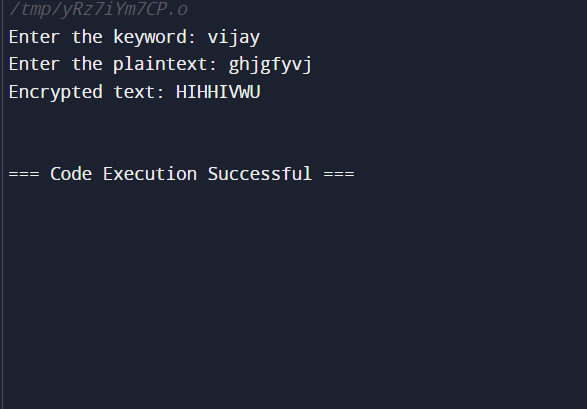 /tmp/yRz7iYm7CP.o
Enter the keyword: vijay
Enter the plaintext: ghjgfyvj
Encrypted text: HIHHIVWU
=== Code Execution Successful ===